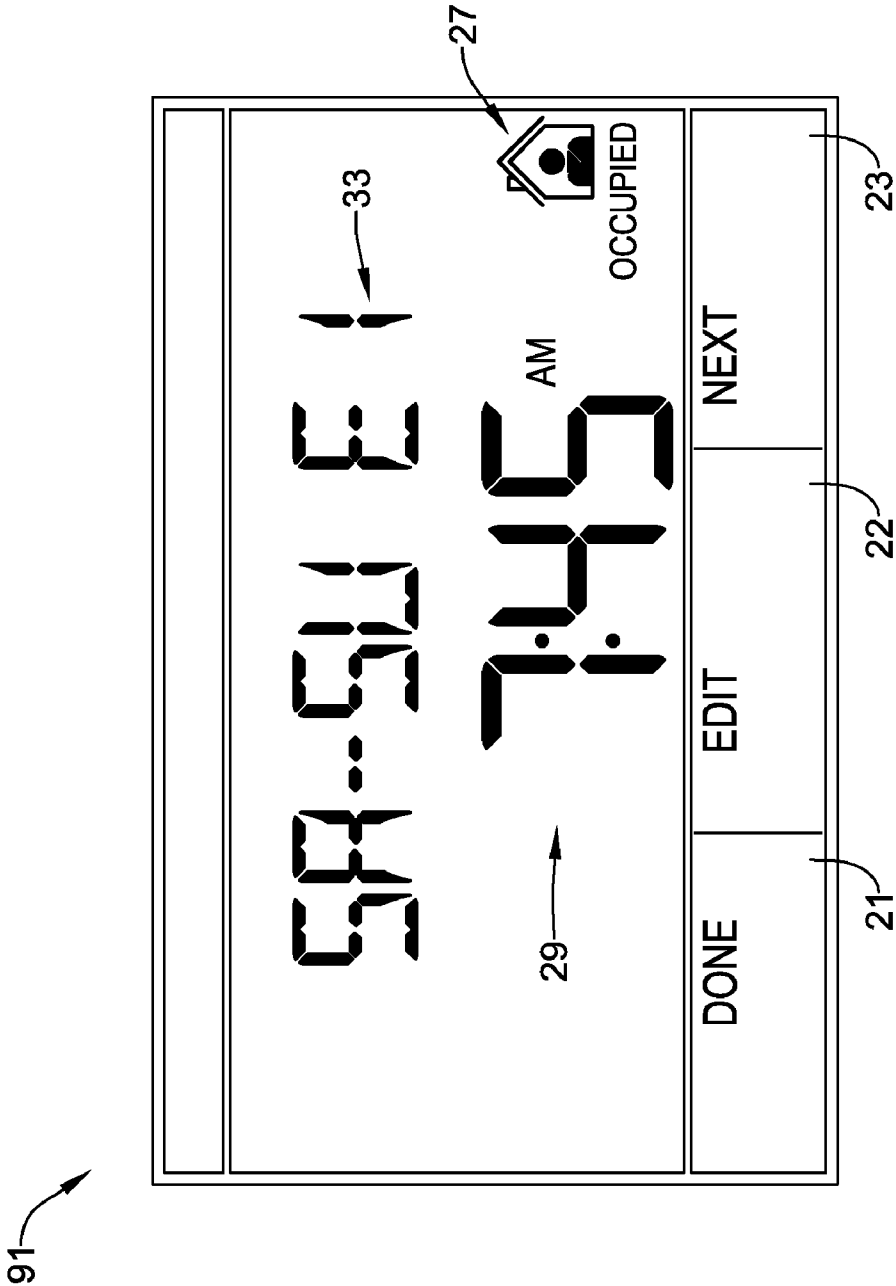 91
SA--SU E 1
33
27
29
7:45 AM
OCCUPIED
DONE EDIT NEXT
21 22 23